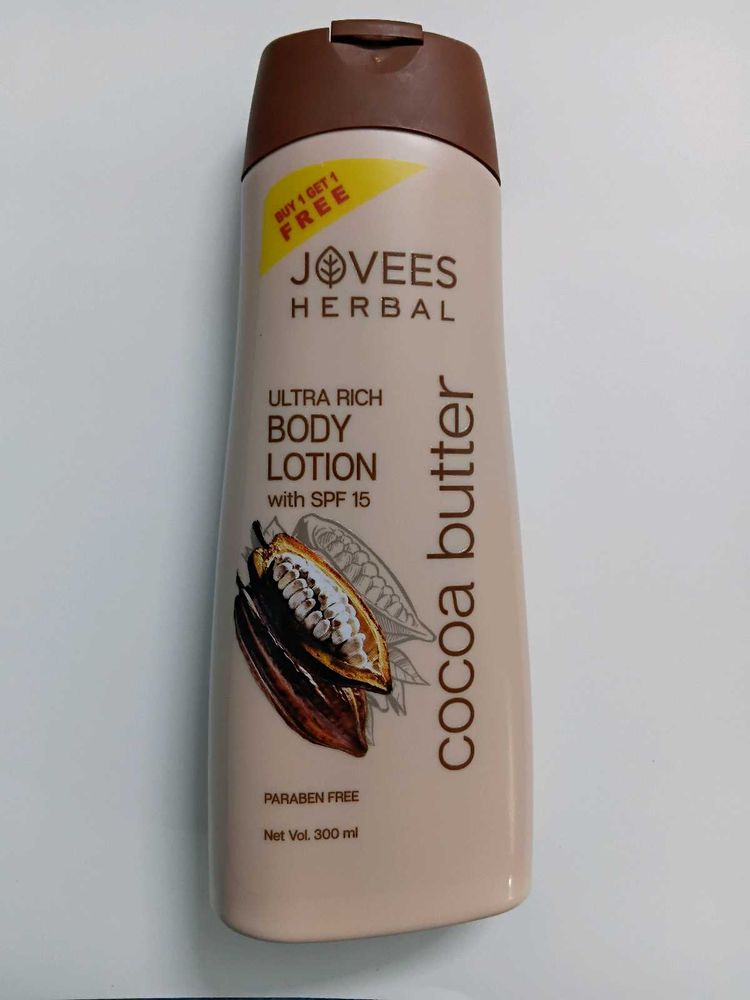 BUY 1 GET 1
FREE
JOVEES
HERBAL
ULTRA RICH
BODY
LOTION
with SPF 15
cocoa butter
PARABEN FREE
Net Vol. 300 ml